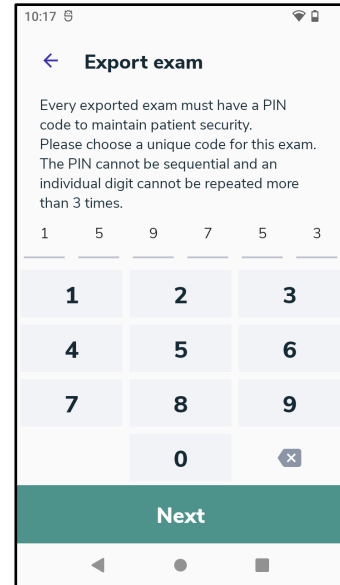 10:17
Export exam
Every exported exam must have a PIN
code to maintain patient security.
Please choose a unique code for this exam.
The PIN cannot be sequential and an
individual digit cannot be repeated more
than 3 times.
1 5 9 7 5 3
1 2 3
4 5 6
7 8 9
0
Next